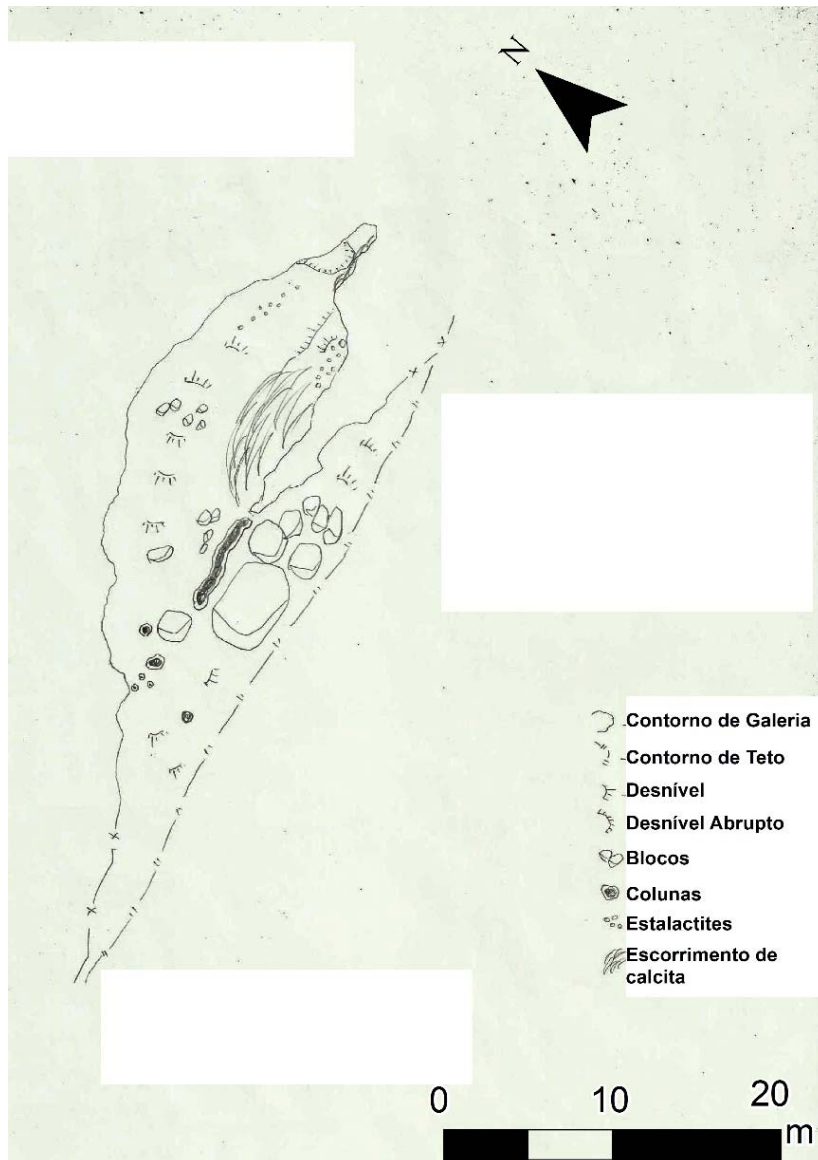 N
Contorno de Galeria
Contorno de Teto
Desnível
Desnível Abrupto
Blocos
Colunas
Estalactites
Escorrimento de
calcita
0 10 20
m